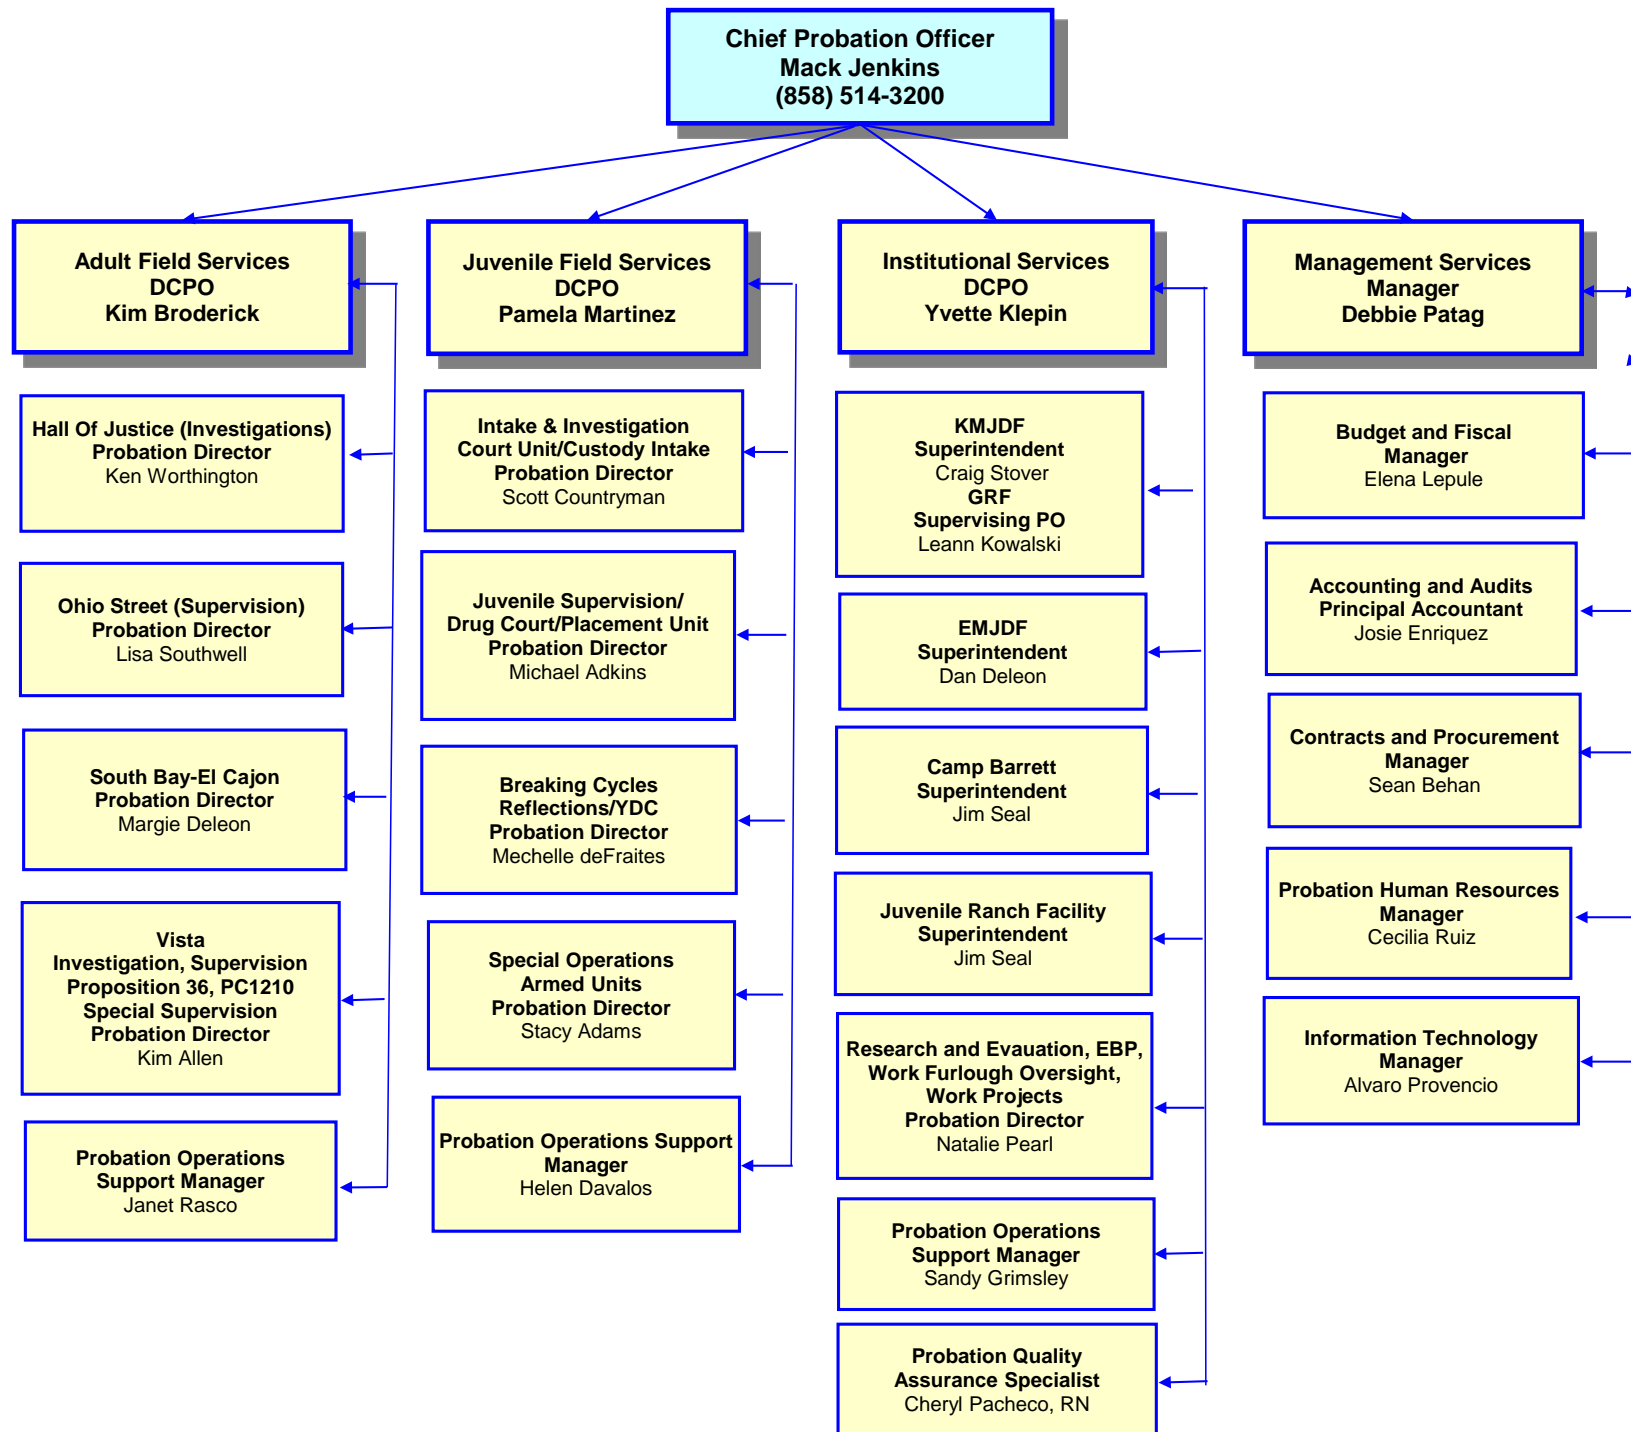 Chief Probation Officer
Mack Jenkins
(858) 514-3200
Adult Field Services
DCPO
Kim Broderick
Hall Of Justice (Investigations)
Probation Director
Ken Worthington
Ohio Street (Supervision)
Probation Director
Lisa Southwell
South Bay-El Cajon
Probation Director
Margie Deleon
Vista
Investigation, Supervision
Proposition 36, PC1210
Special Supervision
Probation Director
Kim Allen
Probation Operations
Support Manager
Janet Rasco
Juvenile Field Services
DCPO
Pamela Martinez
Intake & Investigation
Court Unit/Custody Intake
Probation Director
Scott Countryman
Juvenile Supervision/
Drug Court/Placement Unit
Probation Director
Michael Adkins
Breaking Cycles
Reflections/YDC
Probation Director
Mechelle deFraites
Special Operations
Armed Units
Probation Director
Stacy Adams
Probation Operations Support
Manager
Helen Davalos
Institutional Services
DCPO
Yvette Klepin
KMJDF
Superintendent
Craig Stover
GRF
Supervising PO
Leann Kowalski
EMJDF
Superintendent
Dan Deleon
Camp Barrett
Superintendent
Jim Seal
Juvenile Ranch Facility
Superintendent
Jim Seal
Research and Evauation, EBP,
Work Furlough Oversight,
Work Projects
Probation Director
Natalie Pearl
Probation Operations
Support Manager
Sandy Grimsley
Probation Quality
Assurance Specialist
Cheryl Pacheco, RN
Management Services
Manager
Debbie Patag
Budget and Fiscal
Manager
Elena Lepule
Accounting and Audits
Principal Accountant
Josie Enriquez
Contracts and Procurement
Manager
Sean Behan
Probation Human Resources
Manager
Cecilia Ruiz
Information Technology
Manager
Alvaro Provencio